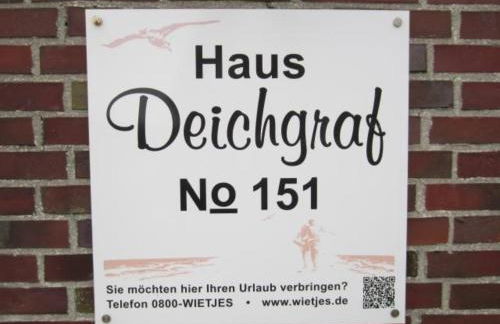 Haus
Deichgraf
No 151
Sie möchten hier Ihren Urlaub verbringen?
Telefon 0800-WIETJES • www.wietjes.de